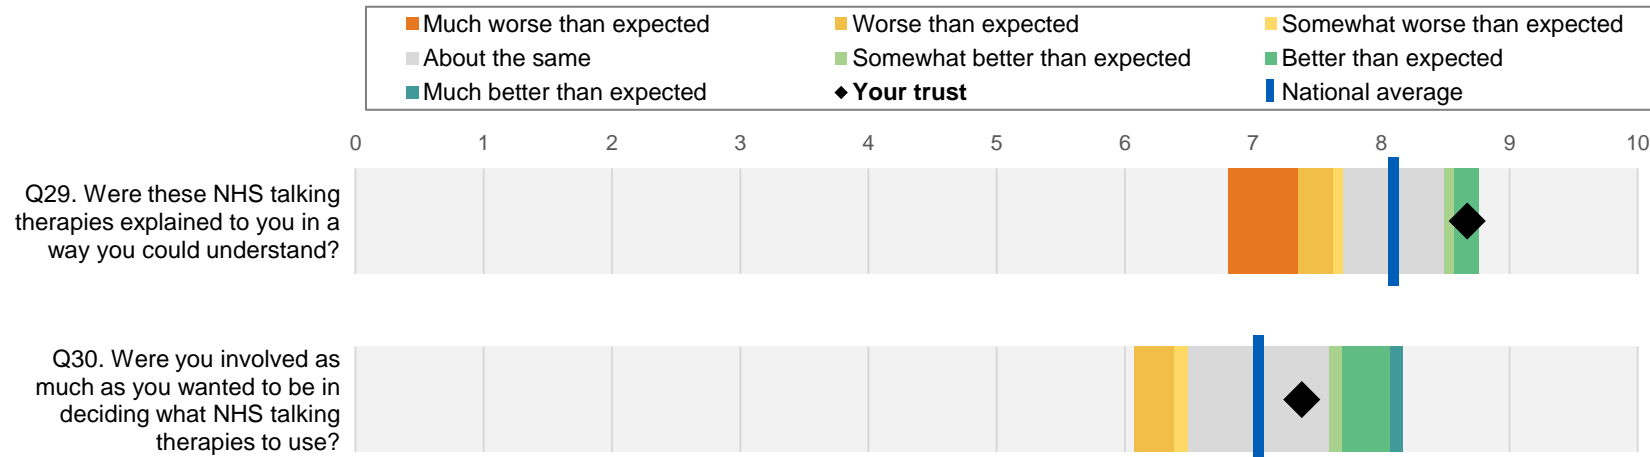 Much worse than expected Worse than expected Somewhat worse than expected
About the same Somewhat better than expected Better than expected
Much better than expected Your trust National average
0 1 2 3 4 5 6 7 8 9 10
Q29. Were these NHS talking
therapies explained to you in a
way you could understand?
Q30. Were you involved as
much as you wanted to be in
deciding what NHS talking
therapies to use?